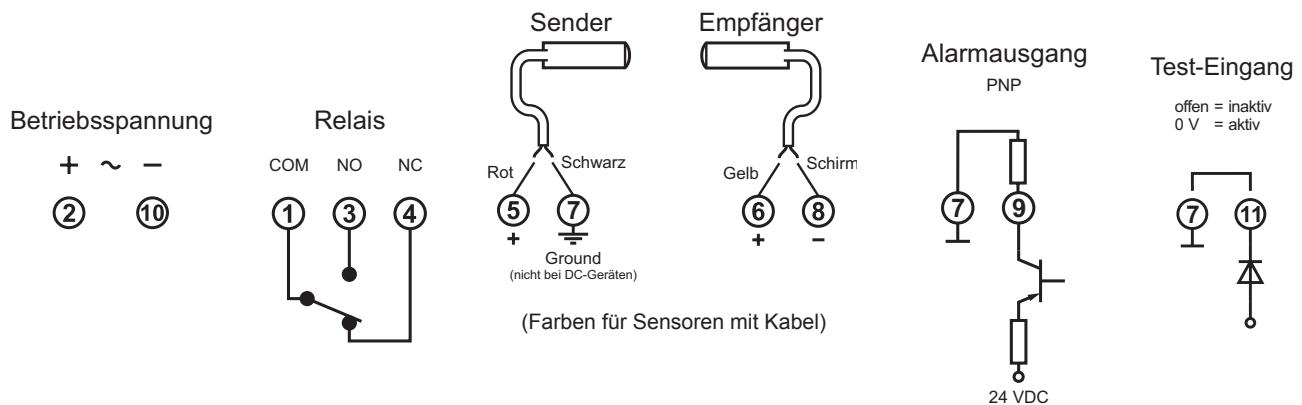 Betriebsspannung
+ ~ −
2 10
Relais
COM NO NC
1 3 4
Sender
Rot Schwarz
5 7
+
Ground
(nicht bei DC-Geräten)
Empfänger
Gelb Schirm
6 8
+ −
(Farben für Sensoren mit Kabel)
Alarmausgang
PNP
7 9
24 VDC
Test-Eingang
offen = inaktiv
0 V = aktiv
7 11